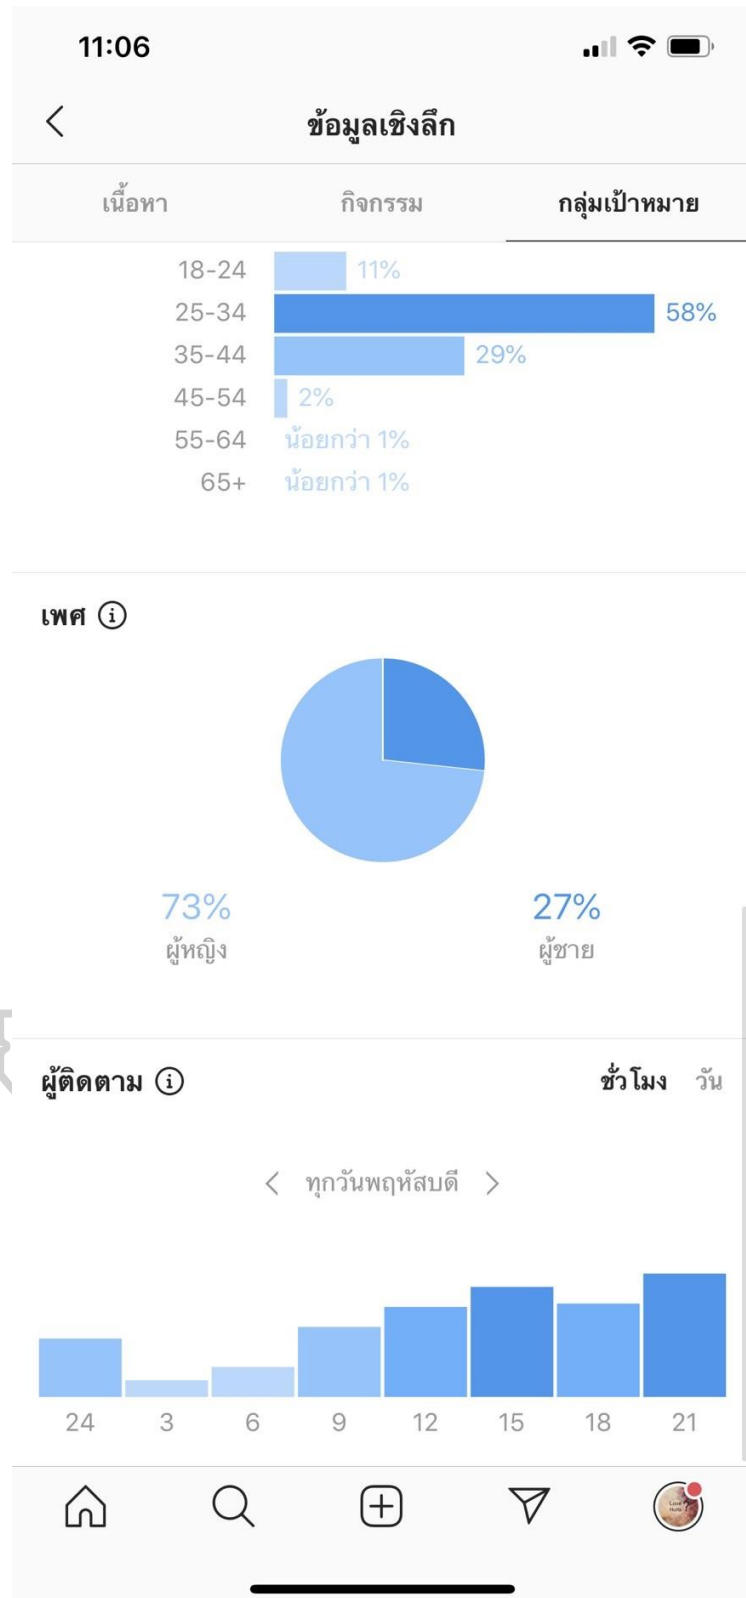 11:06
ข้อมูลเชิงลึก
เนื้อหา กิจกรรม กลุ่มเป้าหมาย
18-24 11%
25-34 58%
35-44 29%
45-54 2%
55-64 น้อยกว่า 1%
65+ น้อยกว่า 1%
เพศ
73% 27%
ผู้หญิง ผู้ชาย
ผู้ติดตาม ชั่วโมง วัน
ทุกวันพฤหัสบดี
24 3 6 9 12 15 18 21